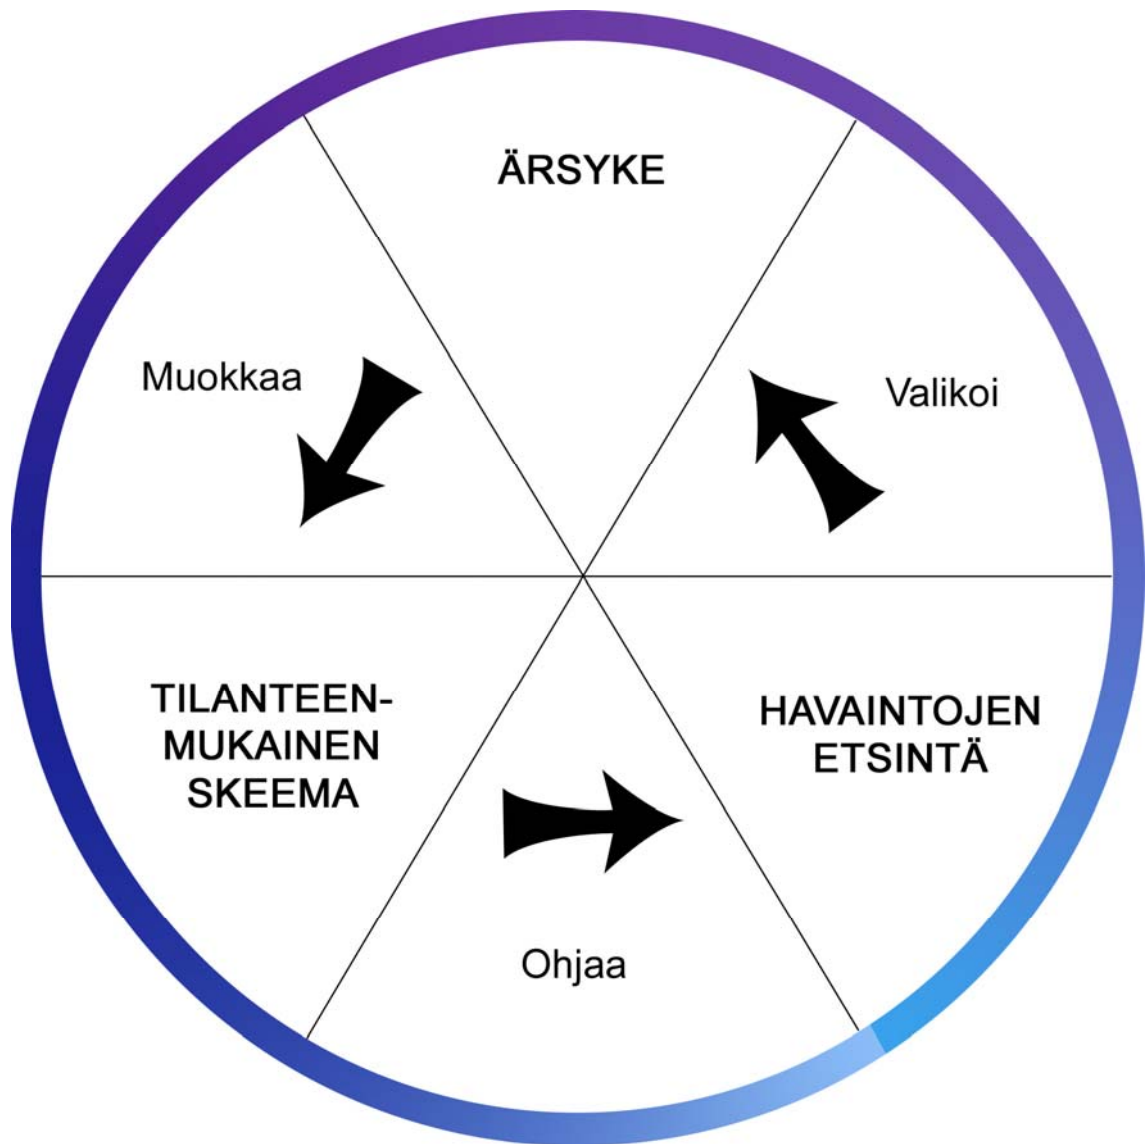 ÄRSYKE
Muokkaa
Valikoi
TILANTEEN-
MUKAINEN
SKEEMA
HAVAINTOJEN
ETSINTÄ
Ohjaa